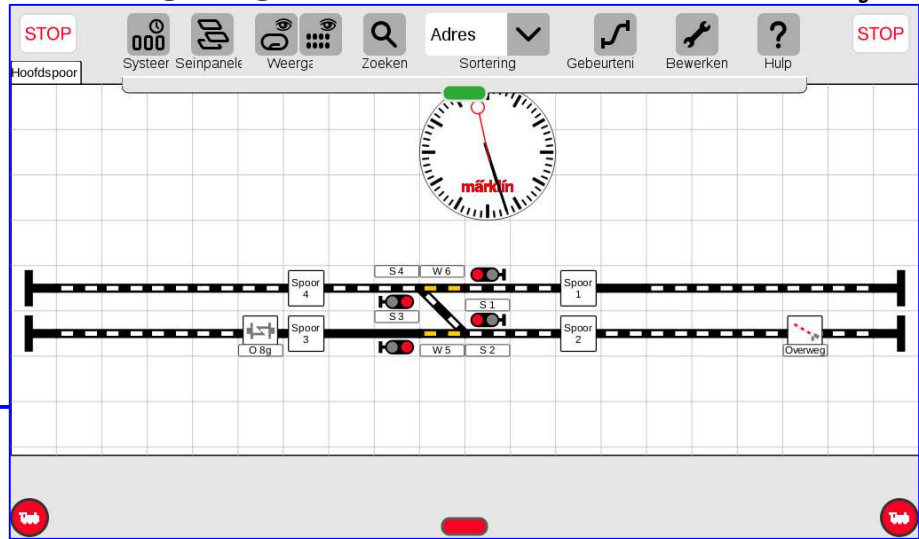 STOP
Adres
STOP
Systeer Seinpanele Weerga Zoeken Sortering Gebeurteni Bewerken Hulp
Hoofdspoor
märklin
S 4 W 6
Spoor 4
Spoor 1
S 3
S 1
Spoor 3
Spoor 2
O 8g
W 5 S 2
Overweg